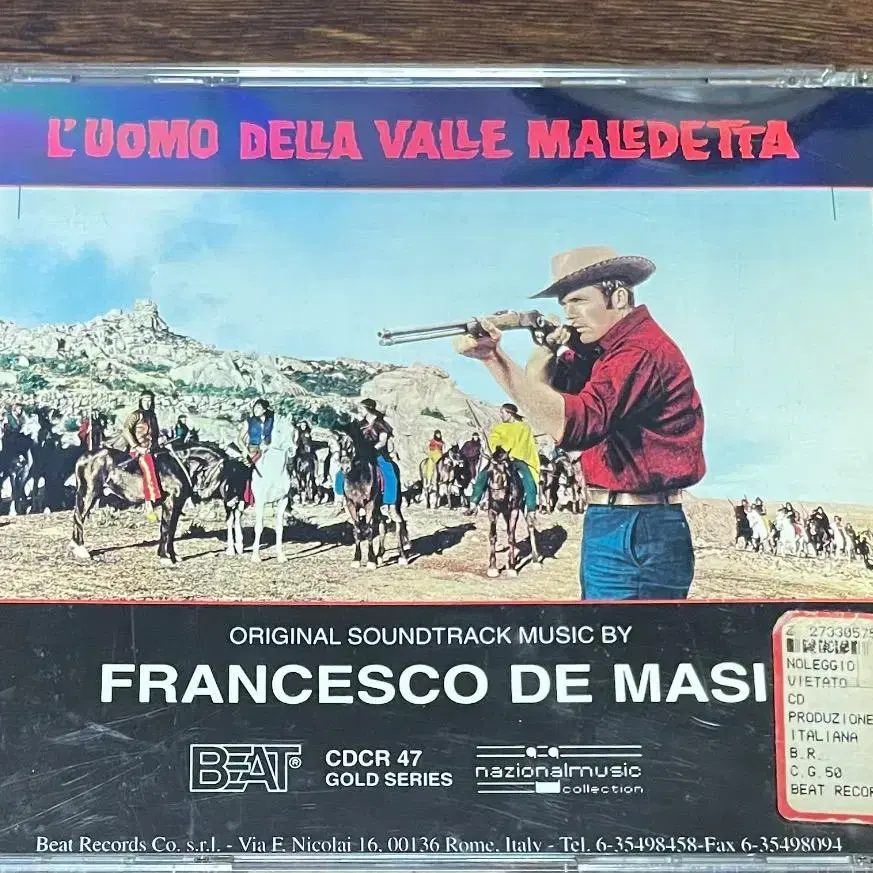 L'UOMO DELLA VALLE MALEDETTA
ORIGINAL SOUNDTRACK MUSIC BY
FRANCESCO DE MASI
BEAT®
CDCR 47
GOLD SERIES
nazionalmusic
collection
Z 2733057
NOLEGGIO
VIETATO
CD
PRODUZIONE
ITALIANA
B.R.
C.G.50
BEAT RECOR
Beat Records Co. s.r.l. - Via F. Nicolai 16, 00136 Rome, Italy - Tel. 6-35498458-Fax 6-35498094